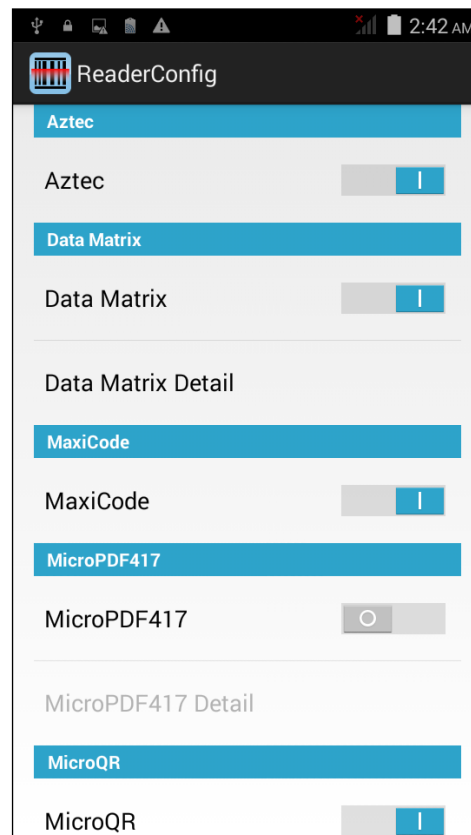 2:42 AM
ReaderConfig
Aztec
Aztec
Data Matrix
Data Matrix
Data Matrix Detail
MaxiCode
MaxiCode
MicroPDF417
MicroPDF417
MicroPDF417 Detail
MicroQR
MicroQR